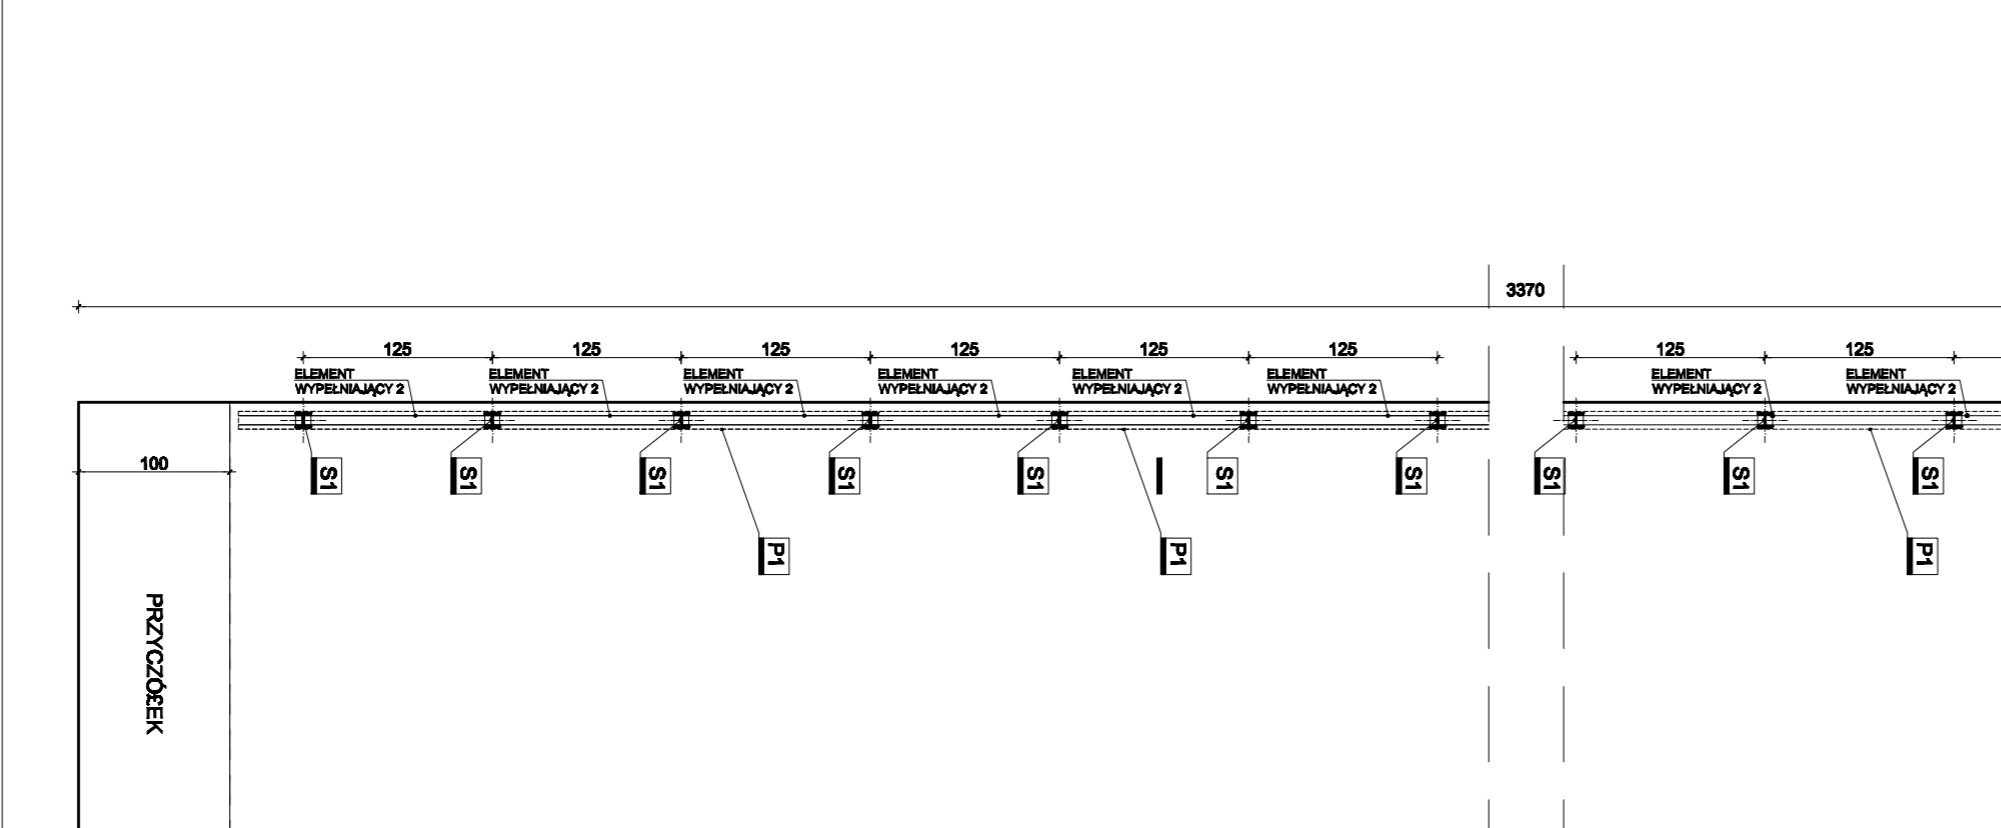 3370
125 125 125 125 125 125 125 125
ELEMENT ELEMENT ELEMENT ELEMENT ELEMENT ELEMENT ELEMENT ELEMENT
WYPEŁNIAJĄCY 2 WYPEŁNIAJĄCY 2 WYPEŁNIAJĄCY 2 WYPEŁNIAJĄCY 2 WYPEŁNIAJĄCY 2 WYPEŁNIAJĄCY 2 WYPEŁNIAJĄCY 2 WYPEŁNIAJĄCY 2
100
S1 S1 S1 S1 S1 S1 S1 S1 S1 S1
P1 P1 P1
PRZYCZÓŁEK